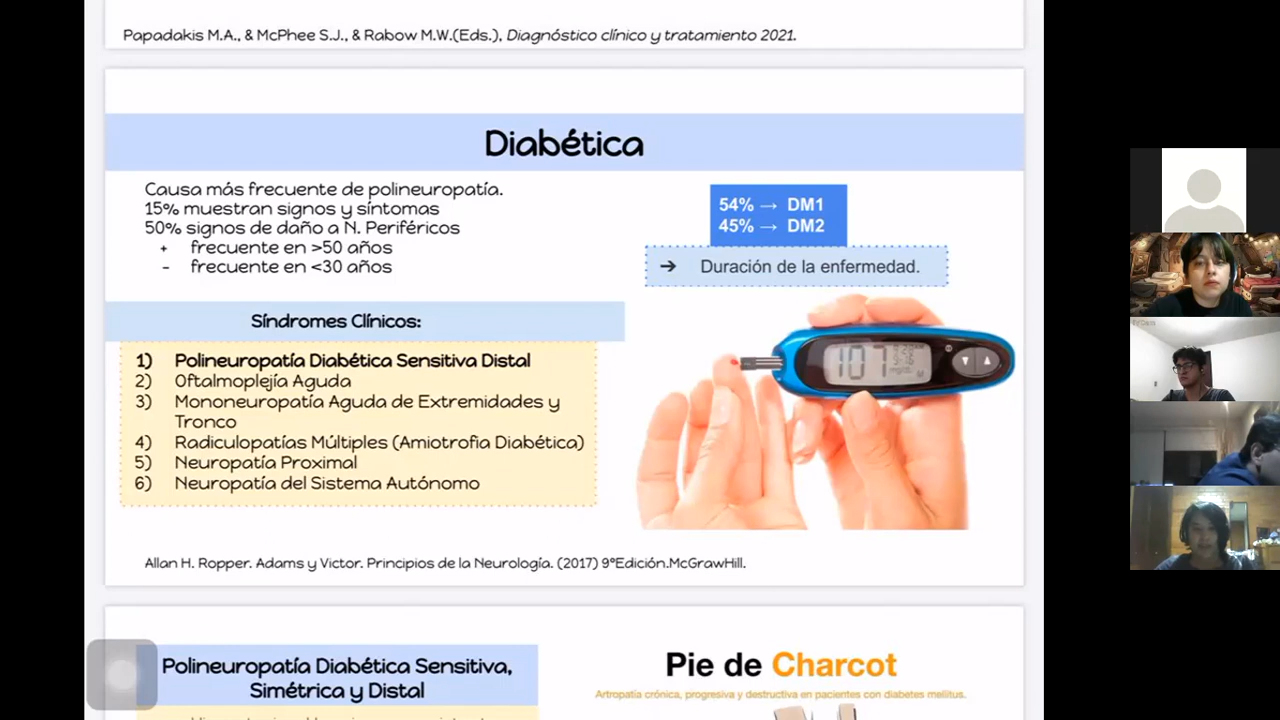 Papadakis M.A., & McPhee S.J., & Rabow M.W.(Eds.), Diagnóstico clínico y tratamiento 2021.
Diabética
Causa más frecuente de polineuropatía.
15% muestran signos y síntomas
50% signos de daño a N. Periféricos
+ frecuente en >50 años
- frecuente en <30 años
54% → DM1
45% → DM2
➔ Duración de la enfermedad.
Síndromes Clínicos:
1) Polineuropatía Diabética Sensitiva Distal
2) Oftalmoplejía Aguda
3) Mononeuropatía Aguda de Extremidades y
Tronco
4) Radiculopatías Múltiples (Amiotrofia Diabética)
5) Neuropatía Proximal
6) Neuropatía del Sistema Autónomo
107
Allan H. Ropper. Adams y Victor. Principios de la Neurología. (2017) 9°Edición.McGrawHill.
Polineuropatía Diabética Sensitiva,
Simétrica y Distal
Pie de Charcot
Artropatía crónica, progresiva y destructiva en pacientes con diabetes mellitus.